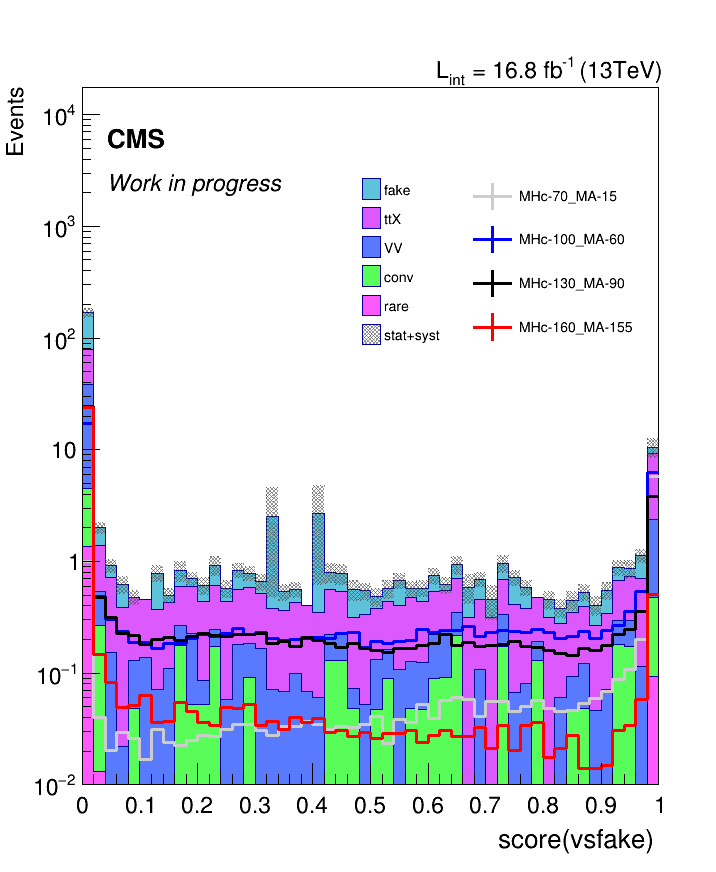 L_int = 16.8 fb^-1 (13TeV)
Events
CMS
Work in progress
fake
ttX
VV
conv
rare
stat+syst
MHc-70_MA-15
MHc-100_MA-60
MHc-130_MA-90
MHc-160_MA-155
10^4
10^3
10^2
10
1
10^-1
10^-2
0 0.1 0.2 0.3 0.4 0.5 0.6 0.7 0.8 0.9 1
score(vsfake)